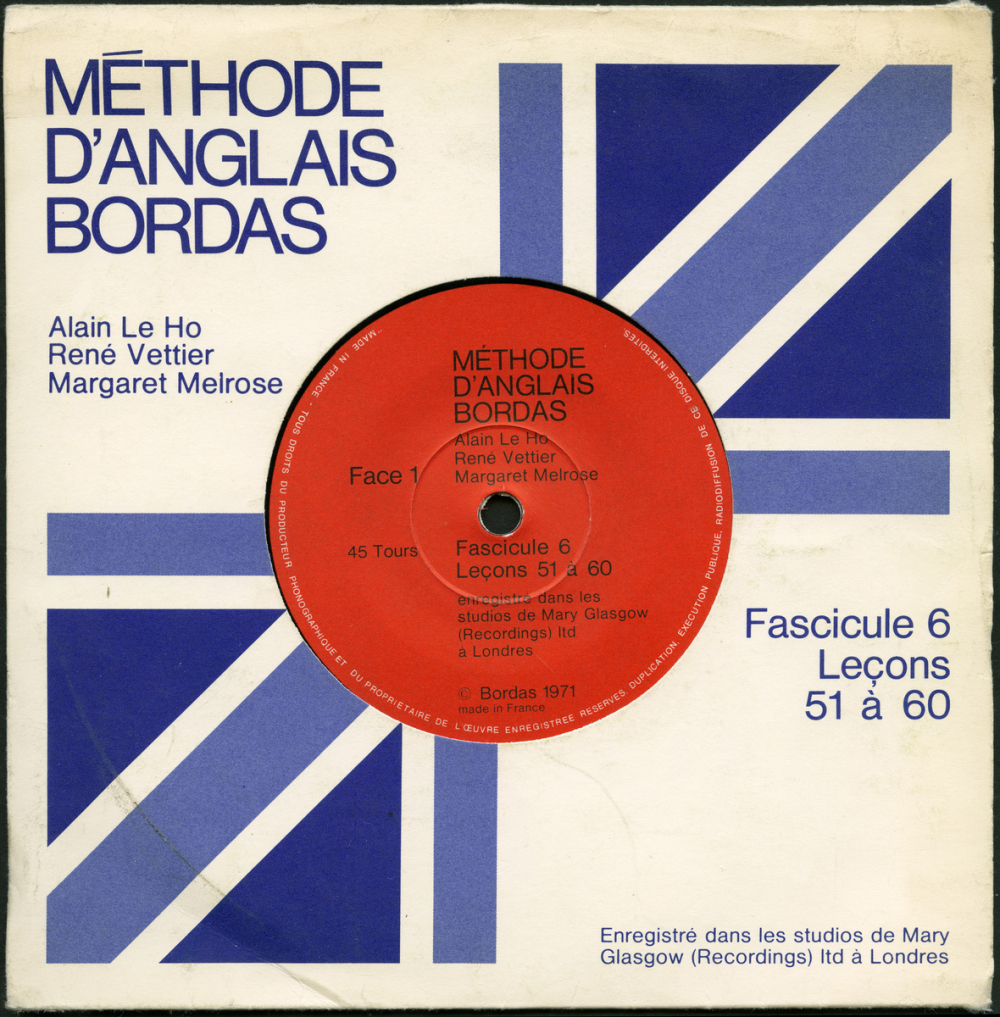 MÉTHODE
D'ANGLAIS
BORDAS
Alain Le Ho
René Vettier
Margaret Melrose
MÉTHODE
D'ANGLAIS
BORDAS
Alain Le Ho
René Vettier
Margaret Melrose
Face 1
45 Tours
Fascicule 6
Leçons 51 à 60
enregistré dans les
studios de Mary Glasgow
(Recordings) ltd
à Londres
© Bordas 1971
made in France
MADE IN FRANCE - TOUS DROITS DU PRODUCTEUR PHONOGRAPHIQUE ET DU PROPRIETAIRE DE L'ŒUVRE ENREGISTREE RESERVES. DUPLICATION, EXECUTION PUBLIQUE, RADIODIFFUSION DE CE DISQUE INTERDITES
Fascicule 6
Leçons
51 à 60
Enregistré dans les studios de Mary
Glasgow (Recordings) ltd à Londres